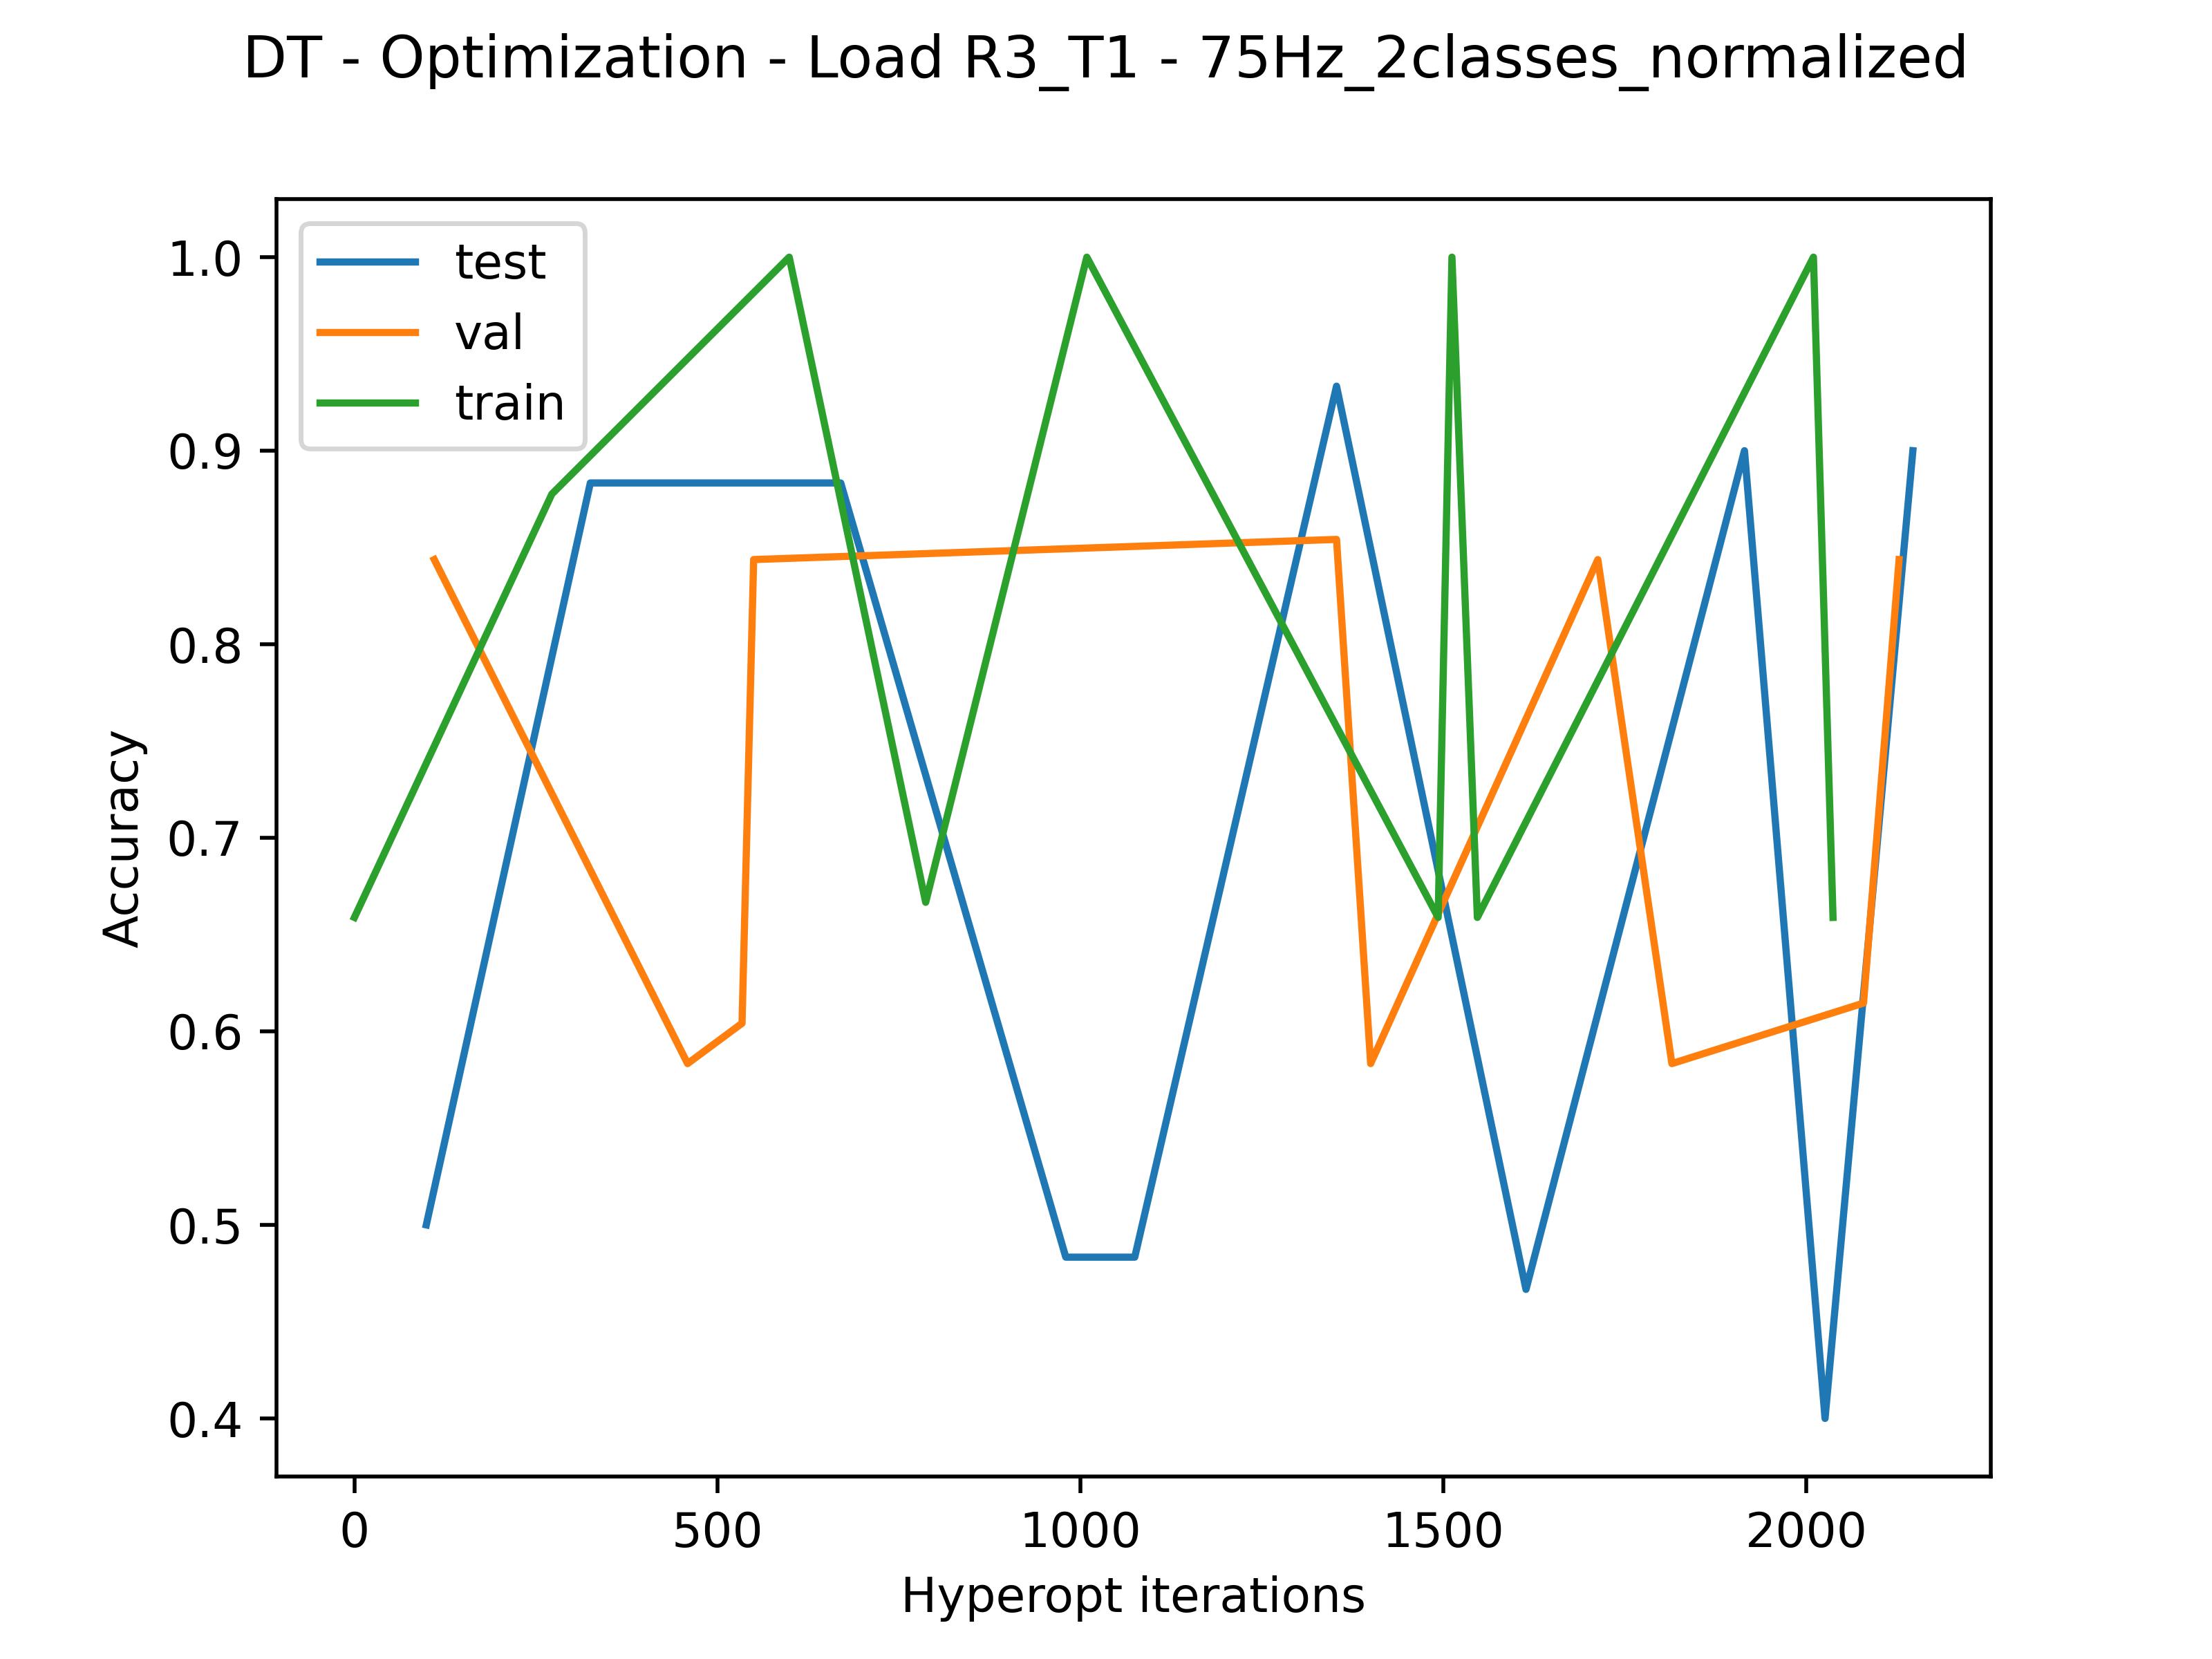 DT - Optimization - Load R3_T1 - 75Hz_2classes_normalized
test
val
train
1.0
0.9
0.8
0.7
0.6
0.5
0.4
Accuracy
0 500 1000 1500 2000
Hyperopt iterations